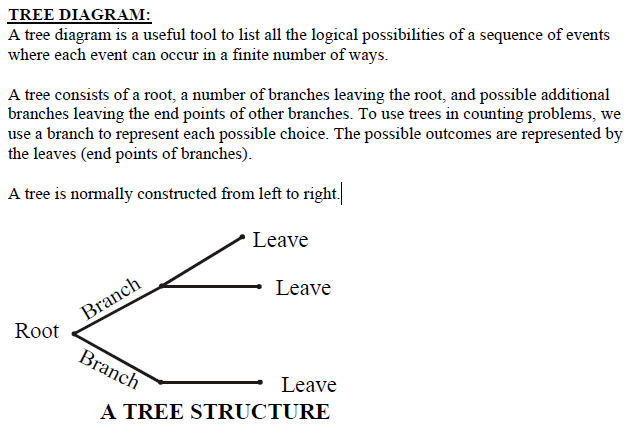 TREE DIAGRAM:
A tree diagram is a useful tool to list all the logical possibilities of a sequence of events
where each event can occur in a finite number of ways.
A tree consists of a root, a number of branches leaving the root, and possible additional
branches leaving the end points of other branches. To use trees in counting problems, we
use a branch to represent each possible choice. The possible outcomes are represented by
the leaves (end points of branches).
A tree is normally constructed from left to right.
Leave
Branch
Leave
Root
Branch
Leave
A TREE STRUCTURE